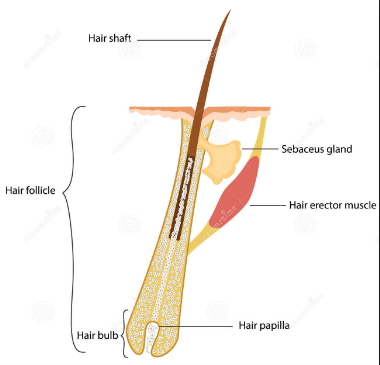 Hair shaft
Sebaceus gland
Hair follicle
Hair erector muscle
Hair papilla
Hair bulb